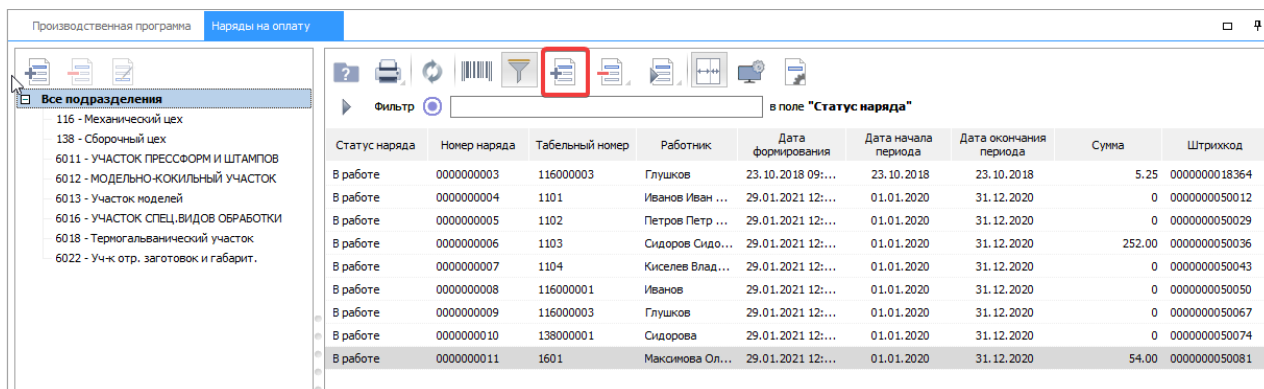 Производственная программа Наряды на оплату
Все подразделения
116 - Механический цех
138 - Сборочный цех
6011 - УЧАСТОК ПРЕССФОРМ И ШТАМПОВ
6012 - МОДЕЛЬНО-КОКИЛЬНЫЙ УЧАСТОК
6013 - Участок моделей
6016 - УЧАСТОК СПЕЦ.ВИДОВ ОБРАБОТКИ
6018 - Термогальванический участок
6022 - Уч-к отр. заготовок и габарит.
Фильтр в поле "Статус наряда"
Статус наряда Номер наряда Табельный номер Работник Дата формирования Дата начала периода Дата окончания периода Сумма Штрихкод
В работе 0000000003 116000003 Глушков 23.10.2018 09:... 23.10.2018 23.10.2018 5.25 0000000018364
В работе 0000000004 1101 Иванов Иван ... 29.01.2021 12:... 01.01.2020 31.12.2020 0 0000000050012
В работе 0000000005 1102 Петров Петр ... 29.01.2021 12:... 01.01.2020 31.12.2020 0 0000000050029
В работе 0000000006 1103 Сидоров Сидо... 29.01.2021 12:... 01.01.2020 31.12.2020 252.00 0000000050036
В работе 0000000007 1104 Киселев Влад... 29.01.2021 12:... 01.01.2020 31.12.2020 0 0000000050043
В работе 0000000008 116000001 Иванов 29.01.2021 12:... 01.01.2020 31.12.2020 0 0000000050050
В работе 0000000009 116000003 Глушков 29.01.2021 12:... 01.01.2020 31.12.2020 0 0000000050067
В работе 0000000010 138000001 Сидорова 29.01.2021 12:... 01.01.2020 31.12.2020 0 0000000050074
В работе 0000000011 1601 Максимова Ол... 29.01.2021 12:... 01.01.2020 31.12.2020 54.00 0000000050081